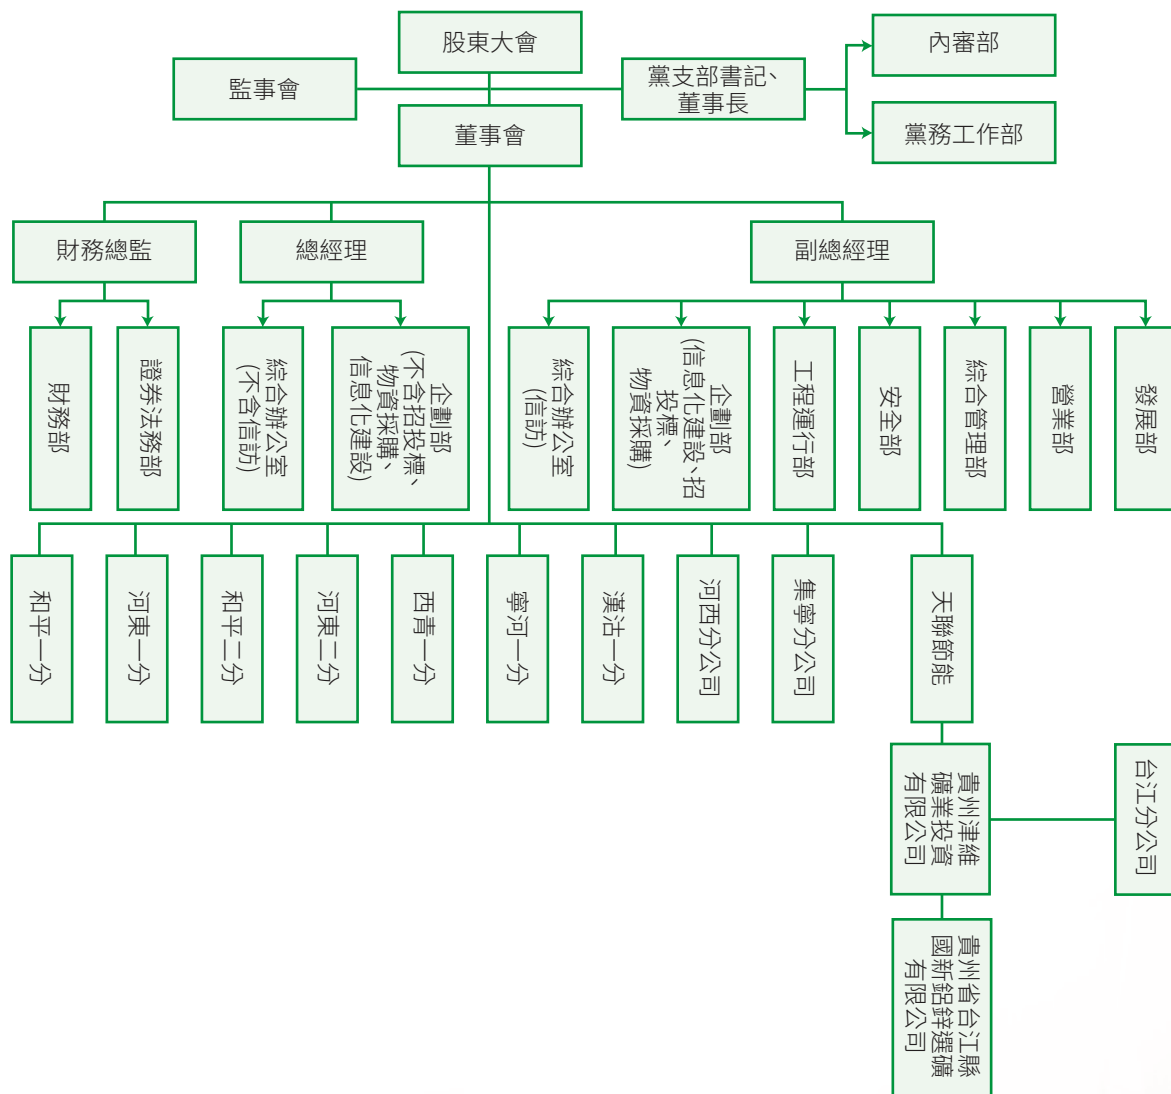 股東大會
內審部
監事會
黨支部書記、
董事長
董事會
黨務工作部
財務總監
總經理
副總經理
財務部
證券法務部
綜合辦公室
(不含信訪)
企劃部
(不含招投標、
物資採購、
信息化建設)
綜合辦公室
(信訪)
企劃部
(信息化建設、招
投標、
物資採購)
工程運行部
安全部
綜合管理部
營業部
發展部
和平一分
河東一分
和平二分
河東二分
西青一分
寧河一分
漢沽一分
河西分公司
集寧分公司
天聯節能
貴州津維
礦業投資
有限公司
台江分公司
貴州省台江縣
國新鋁鋅選礦
有限公司